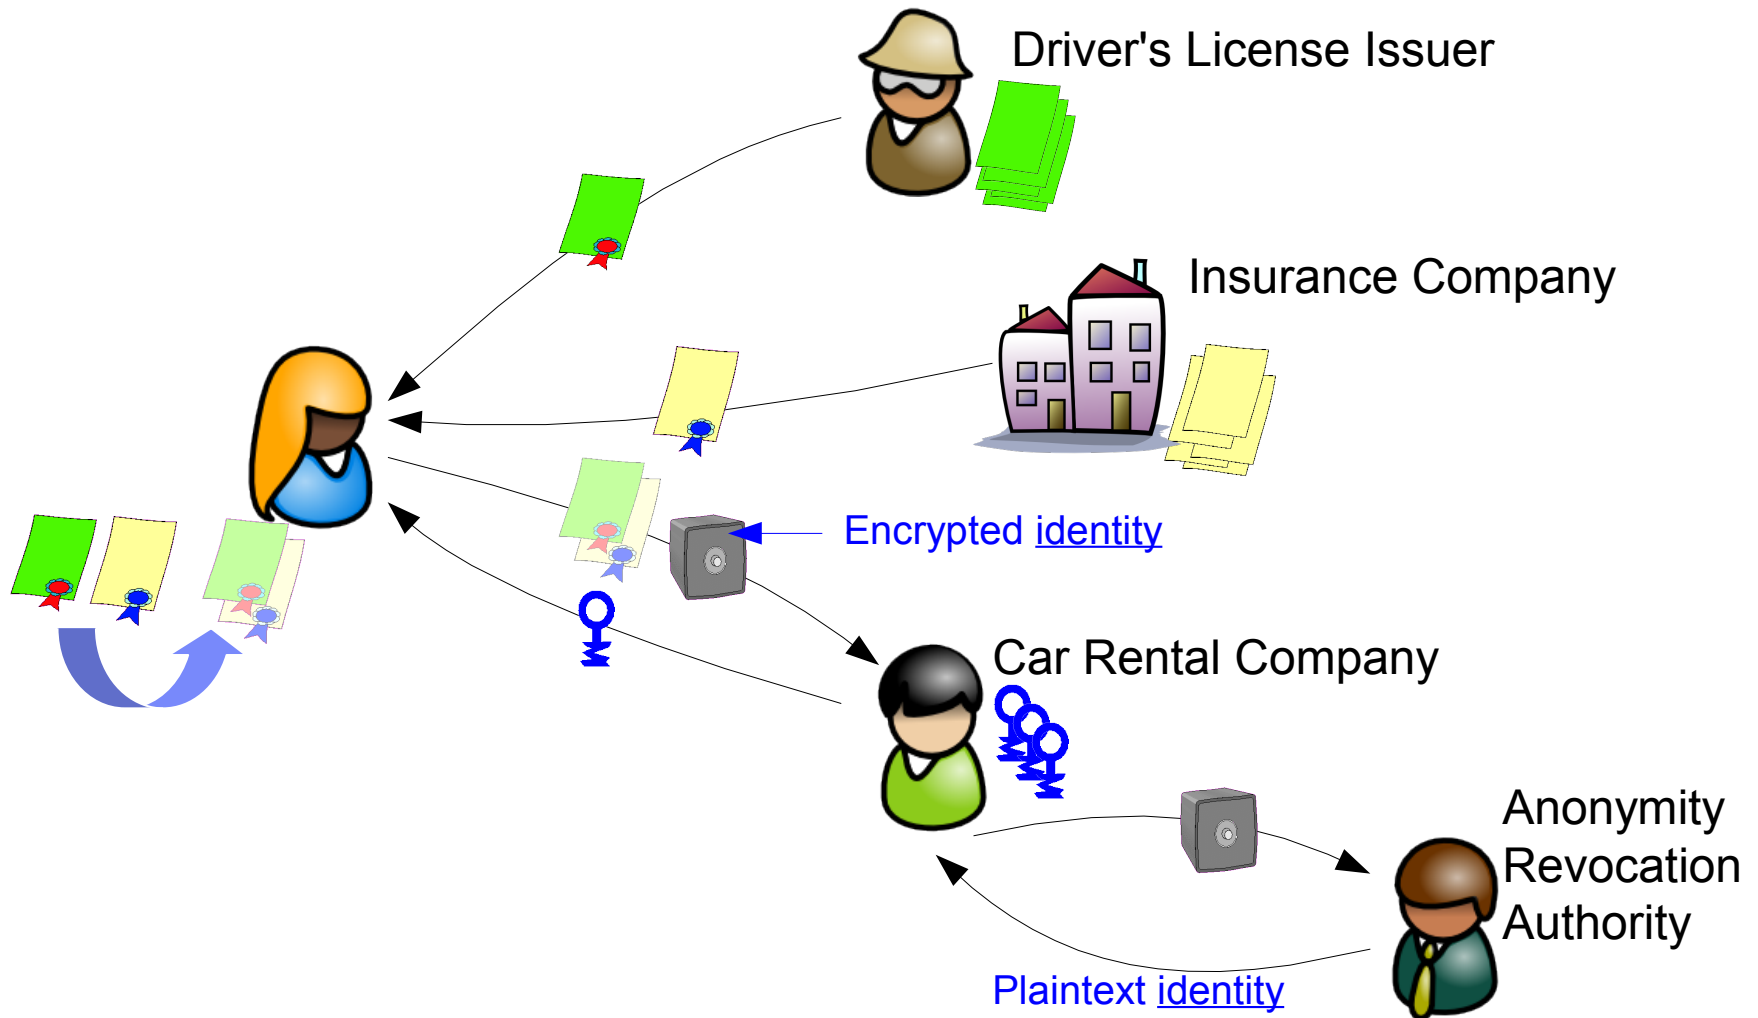 Driver's License Issuer
Insurance Company
Encrypted identity
Car Rental Company
Anonymity
Revocation
Authority
Plaintext identity